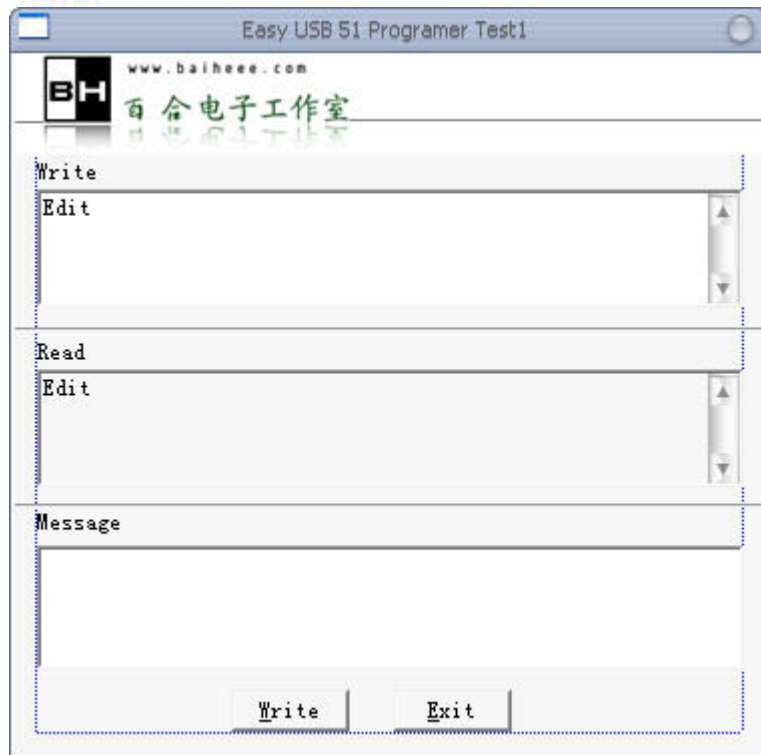 Easy USB 51 Programer Test1
www.baiheee.com
BH
百合电子工作室
Write
Edit
Read
Edit
Message
Write
Exit